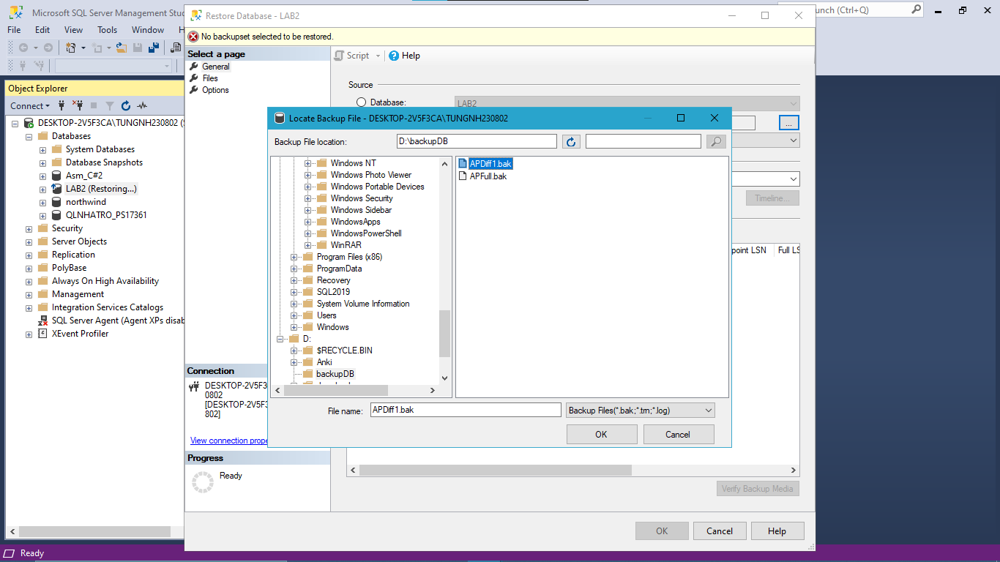 Microsoft SQL Server Management Stu
Restore Database - LAB2
unch (Ctrl+Q)
File Edit View Tools Window H
No backupset selected to be restored.
Select a page
General
Files
Options
Script
Help
Source
Database:
LAB2
...
Timeline...
point LSN Full LS
Object Explorer
Connect
DESKTOP-2V5F3CA\TUNGNH230802 (S
Databases
System Databases
Database Snapshots
Asm_C#2
LAB2 (Restoring...)
northwind
QLNHATRO_PS17361
Security
Server Objects
Replication
PolyBase
Always On High Availability
Management
Integration Services Catalogs
SQL Server Agent (Agent XPs disab
XEvent Profiler
Locate Backup File - DESKTOP-2V5F3CA\TUNGNH230802
Backup File location:
D:\backupDB
Windows NT
Windows Photo Viewer
Windows Portable Devices
Windows Security
Windows Sidebar
WindowsApps
WindowsPowerShell
WinRAR
Program Files (x86)
ProgramData
Recovery
SQL2019
System Volume Information
Users
Windows
D:
$RECYCLE.BIN
Anki
backupDB
APDiff1.bak
APFull.bak
File name:
APDiff1.bak
Backup Files(*.bak;*.trn;*.log)
OK
Cancel
Connection
DESKTOP-2V5F3
0802
[DESKTOP-2V5F3
802]
View connection prope
Progress
Ready
Verify Backup Media
OK
Cancel
Help
Ready